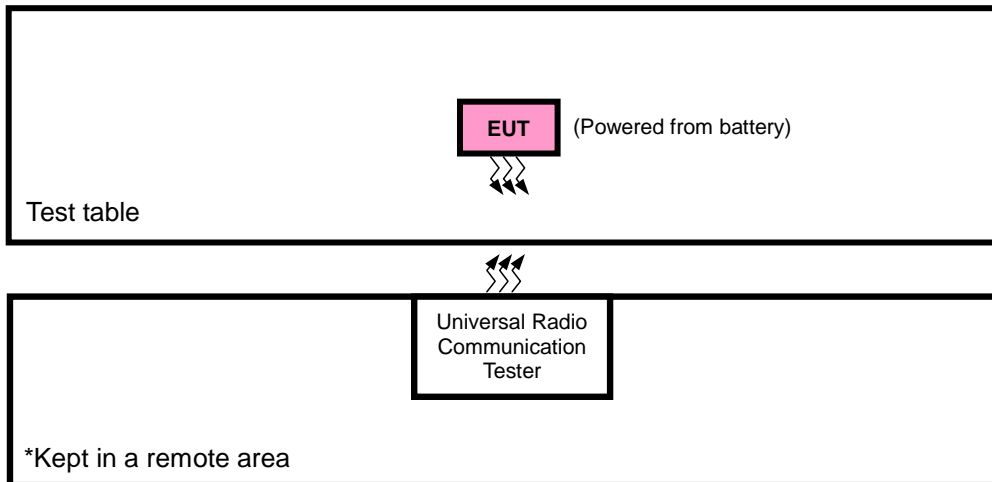 EUT
(Powered from battery)
Test table
Universal Radio
Communication
Tester
*Kept in a remote area